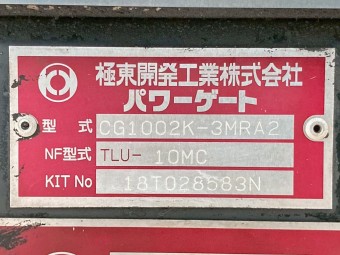 極東開発工業株式会社
パワーゲート
型式 CG1002K-3MRA2
NF型式 TLU- 10MC
KIT No 18T028583N